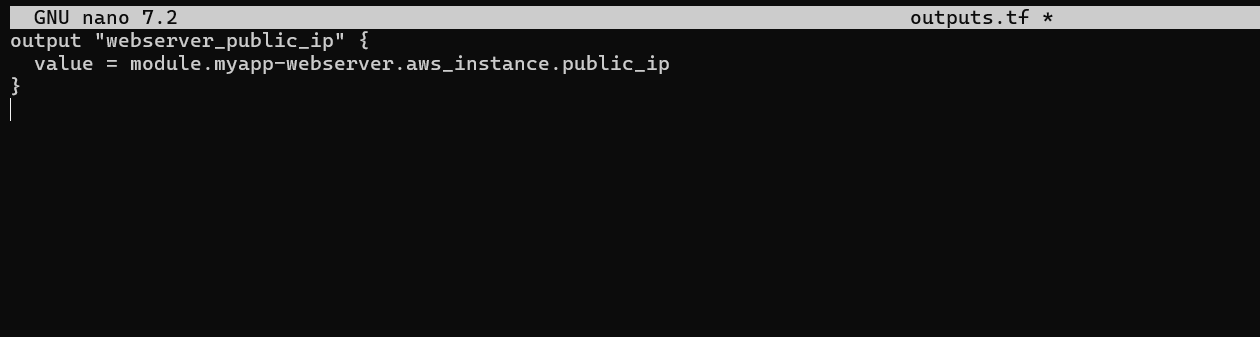 GNU nano 7.2 outputs.tf *
output "webserver_public_ip" {
  value = module.myapp-webserver.aws_instance.public_ip
}